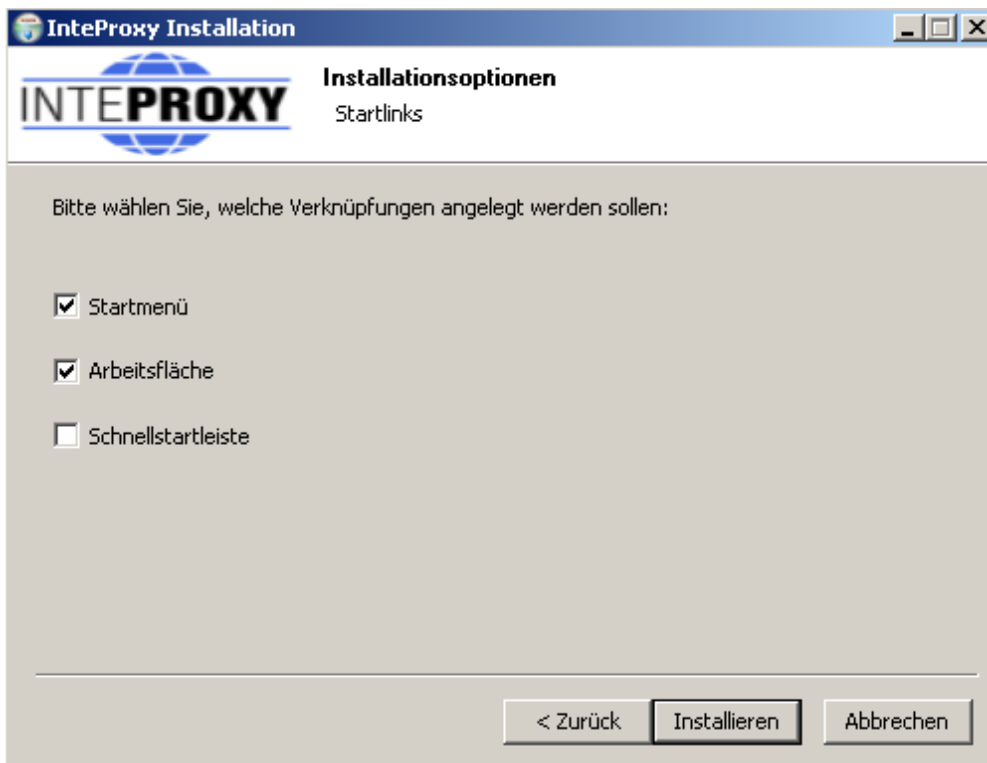 InteProxy Installation
INTEPROXY
Installationsoptionen
Startlinks
Bitte wählen Sie, welche Verknüpfungen angelegt werden sollen:
Startmenü
Arbeitsfläche
Schnellstartleiste
< Zurück
Installieren
Abbrechen